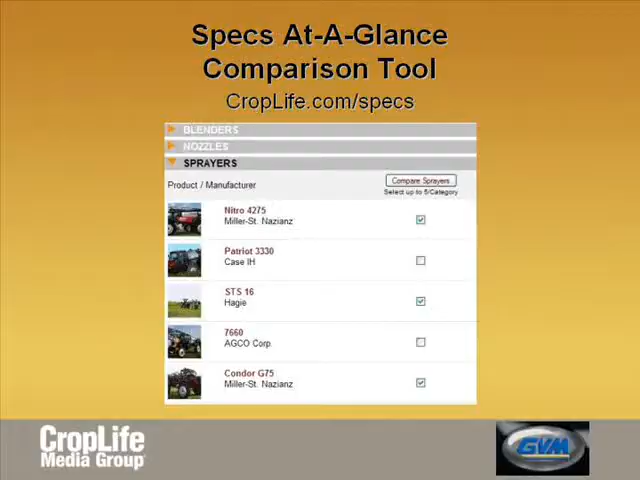 Specs At-A-Glance
Comparison Tool
CropLife.com/specs
BLENDERS
NOZZLES
SPRAYERS
Product / Manufacturer
Compare Sprayers
Select up to 5/Category
Nitro 4275
Miller-St. Nazianz
Patriot 3330
Case IH
STS 16
Hagie
7660
AGCO Corp.
Condor G75
Miller-St. Nazianz
CropLife
Media Group
GVM